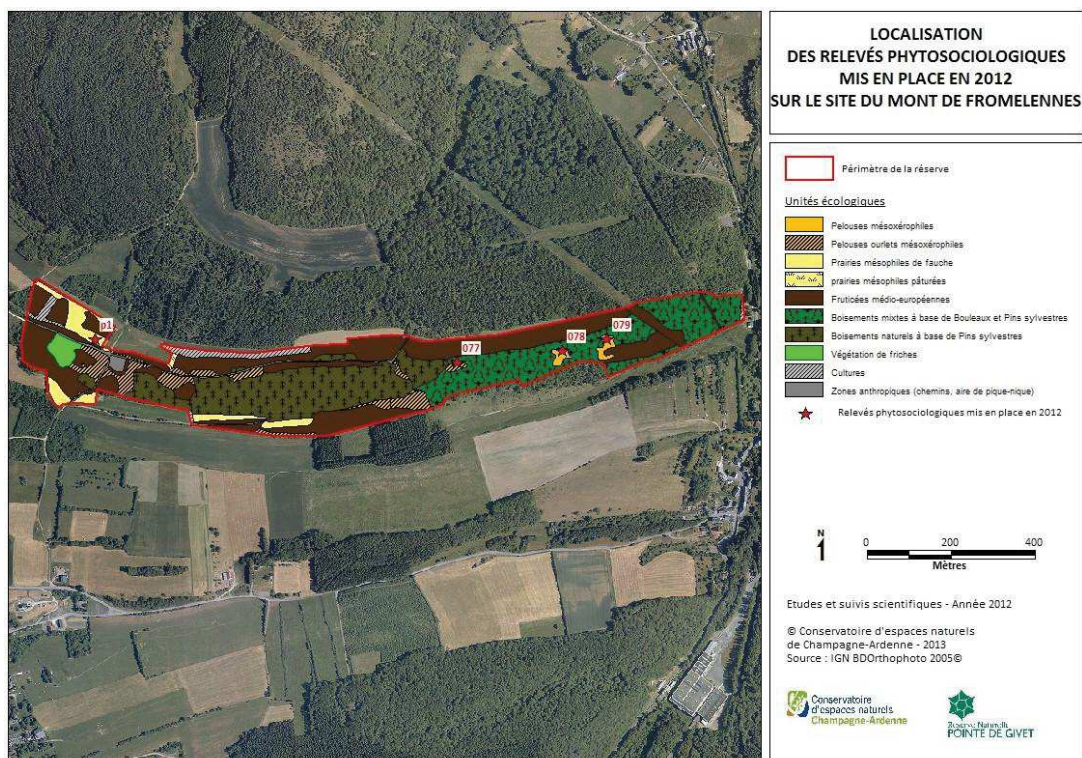 LOCALISATION
DES RELEVÉS PHYTOSOCIOLOGIQUES
MIS EN PLACE EN 2012
SUR LE SITE DU MONT DE FROMELENNES
Périmètre de la réserve
Unités écologiques
Pelouses mésoxérophiles
Pelouses ourlets mésoxérophiles
Prairies mésophiles de fauche
prairies mésophiles pâturées
Fruticées médio-européennes
Boisements mixtes à base de Bouleaux et Pins sylvestres
Boisements naturels à base de Pins sylvestres
Végétation de friches
Cultures
Zones anthropiques (chemins, aire de pique-nique)
Relevés phytosociologiques mis en place en 2012
p1
077
078
079
N
0 200 400
Mètres
Etudes et suivis scientifiques - Année 2012
© Conservatoire d'espaces naturels
de Champagne-Ardenne - 2013
Source : IGN BDOrthophoto 2005©
Conservatoire
d'espaces naturels
Champagne-Ardenne
Réserve Naturelle
POINTE DE GIVET